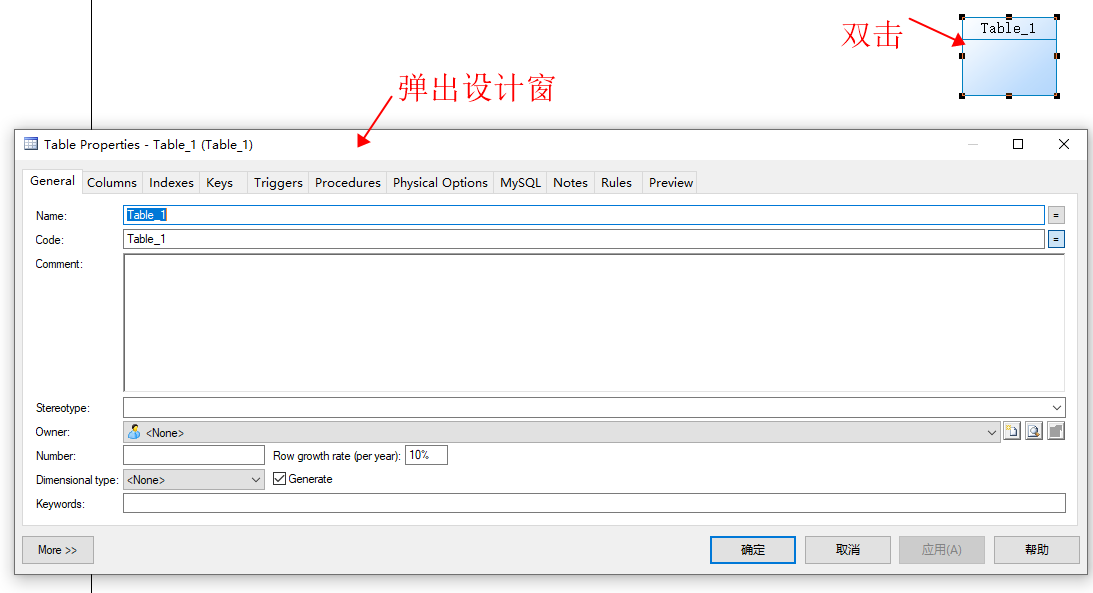 Table_1
双击
弹出设计窗
Table Properties - Table_1 (Table_1)
General Columns Indexes Keys Triggers Procedures Physical Options MySQL Notes Rules Preview
Name: Table_1 =
Code: Table_1 =
Comment:
Stereotype:
Owner: <None>
Number: Row growth rate (per year): 10%
Dimensional type: <None> Generate
Keywords:
More >> 确定 取消 应用(A) 帮助